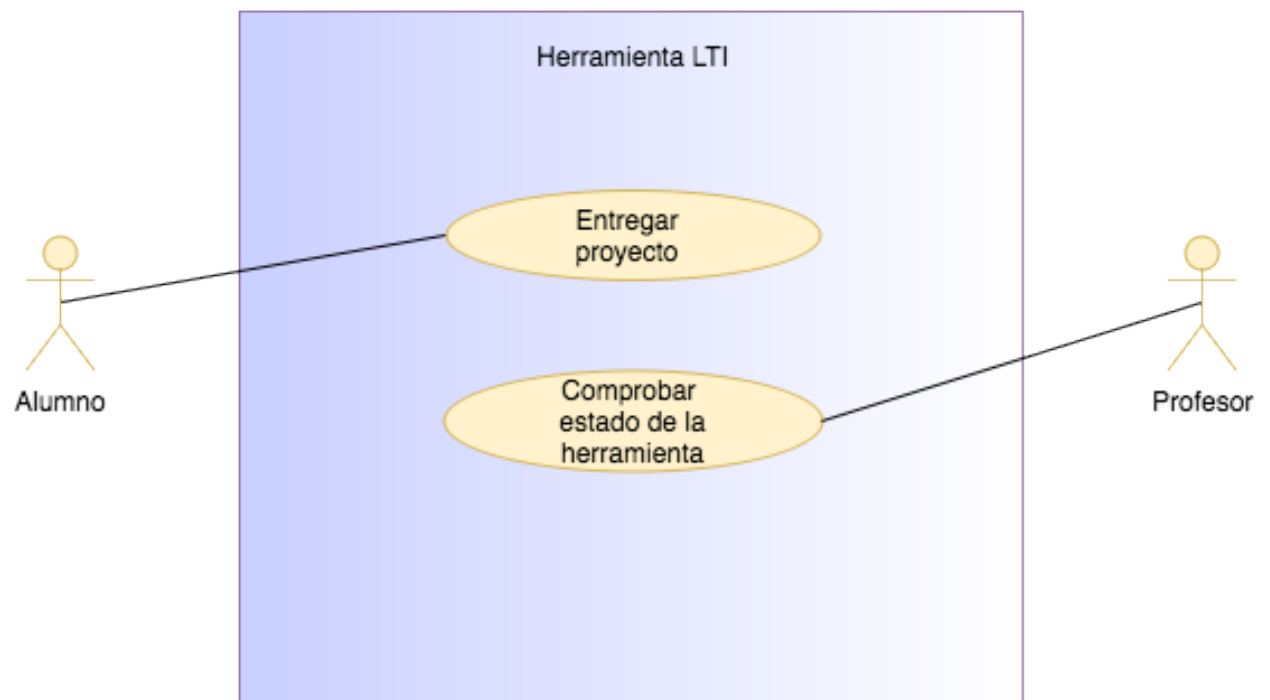 Herramienta LTI
Entregar
proyecto
Alumno
Comprobar
estado de la
herramienta
Profesor